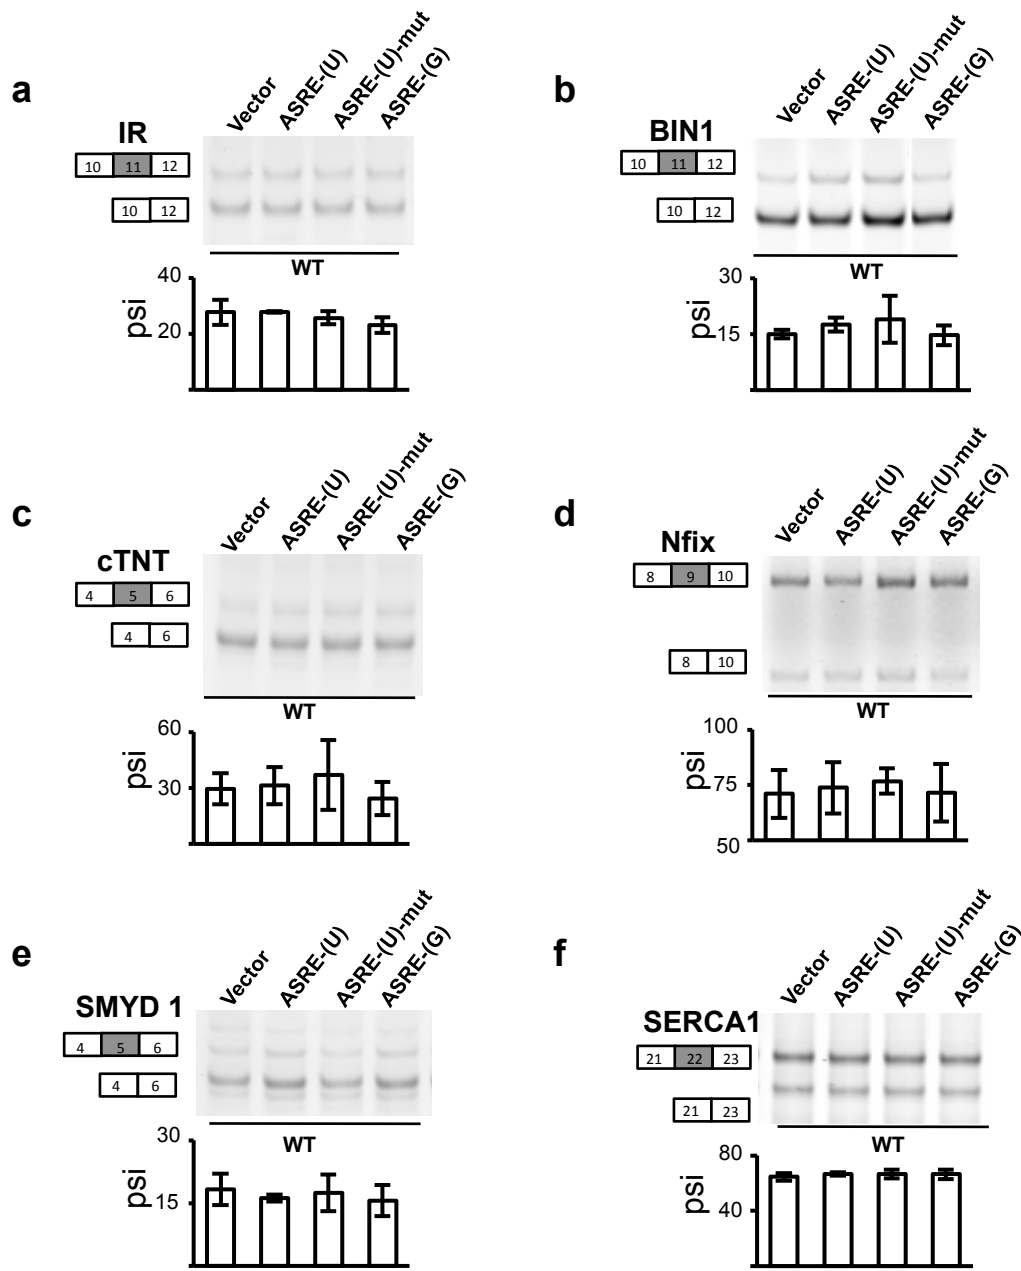 a
IR
Vector
ASRE-(U)
ASRE-(U)-mut
ASRE-(G)
10 11 12
10 12
WT
psi
40
20
b
BIN1
Vector
ASRE-(U)
ASRE-(U)-mut
ASRE-(G)
10 11 12
10 12
WT
psi
30
15
c
cTNT
Vector
ASRE-(U)
ASRE-(U)-mut
ASRE-(G)
4 5 6
4 6
WT
psi
60
30
d
Nfix
Vector
ASRE-(U)
ASRE-(U)-mut
ASRE-(G)
8 9 10
8 10
WT
psi
100
75
50
e
SMYD 1
Vector
ASRE-(U)
ASRE-(U)-mut
ASRE-(G)
4 5 6
4 6
WT
psi
30
15
f
SERCA1
Vector
ASRE-(U)
ASRE-(U)-mut
ASRE-(G)
21 22 23
21 23
WT
psi
80
40